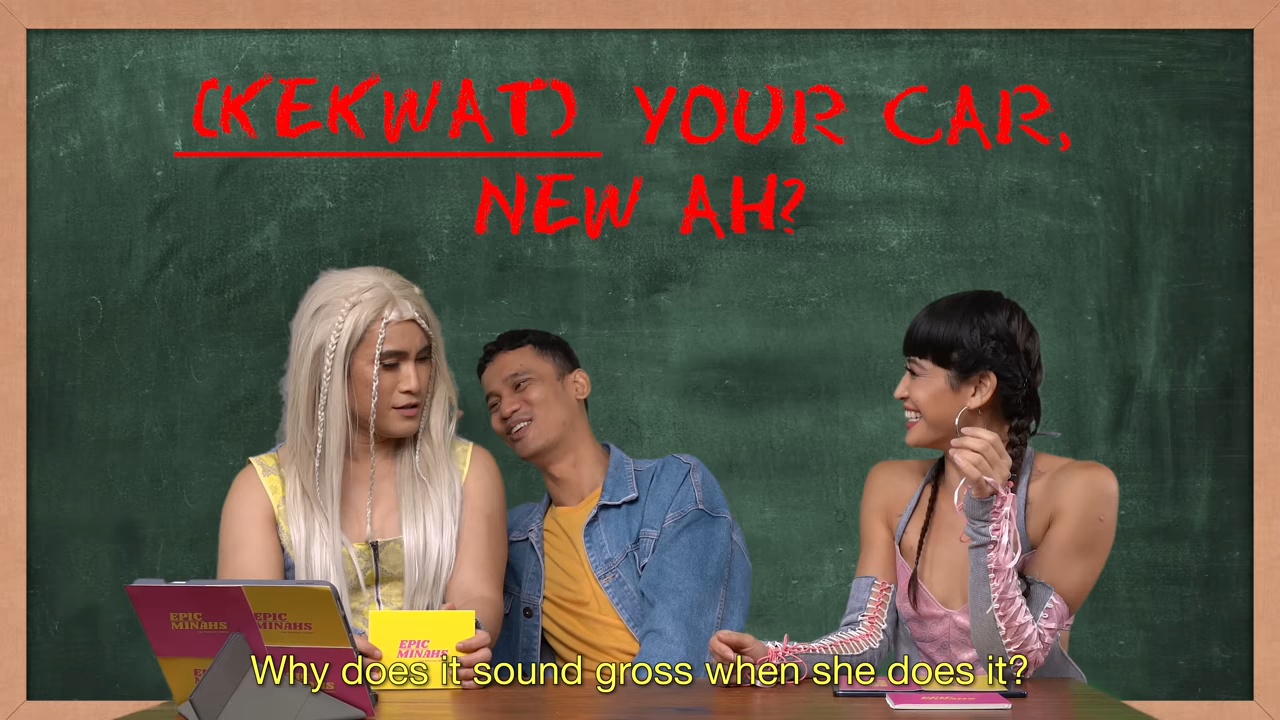 (KEKWAT) YOUR CAR,
NEW AH?
EPIC
MINAHS
EPIC
MINAHS
EPIC
MINAHS
Why does it sound gross when she does it?